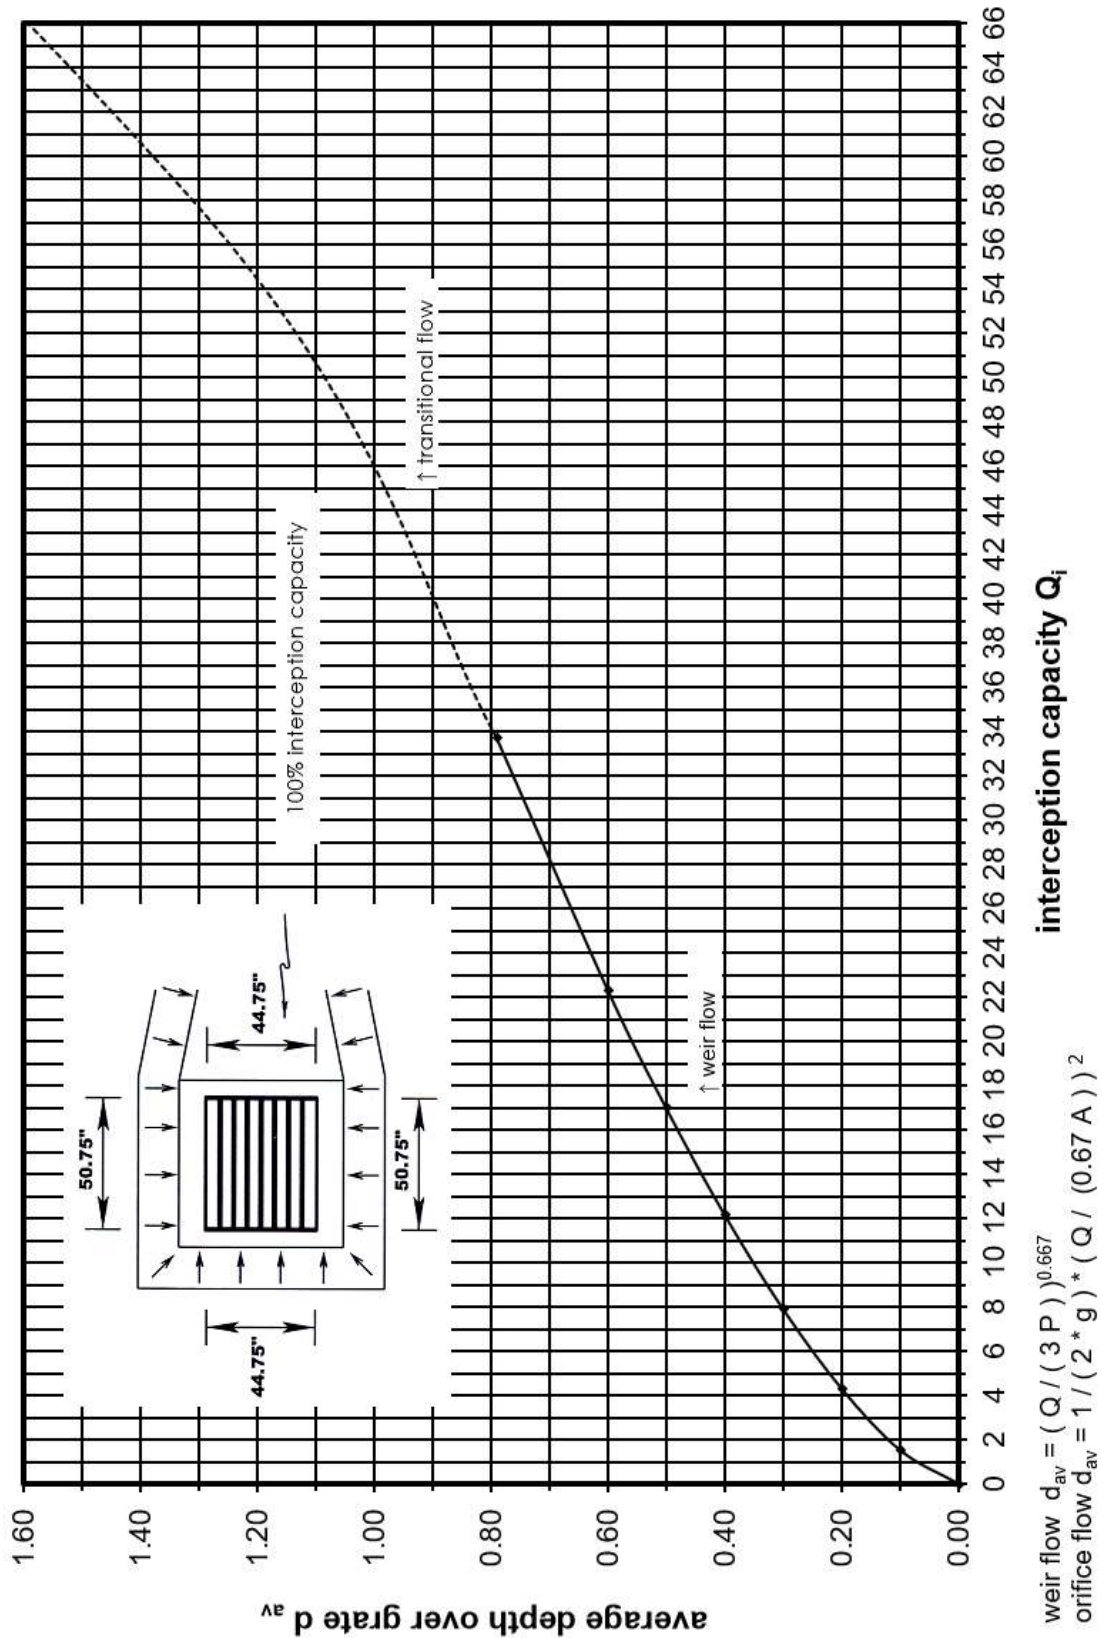 1.60
1.40
1.20
1.00
0.80
0.60
0.40
0.20
0.00
average depth over grate d av
50.75"
44.75"
44.75"
50.75"
100% interception capacity
↑ transitional flow
↑ weir flow
0 2 4 6 8 10 12 14 16 18 20 22 24 26 28 30 32 34 36 38 40 42 44 46 48 50 52 54 56 58 60 62 64 66
interception capacity Qi
weir flow dav = ( Q / ( 3 P ) )0.667
orifice flow dav = 1 / ( 2 * g ) * ( Q / (0.67 A ) ) 2